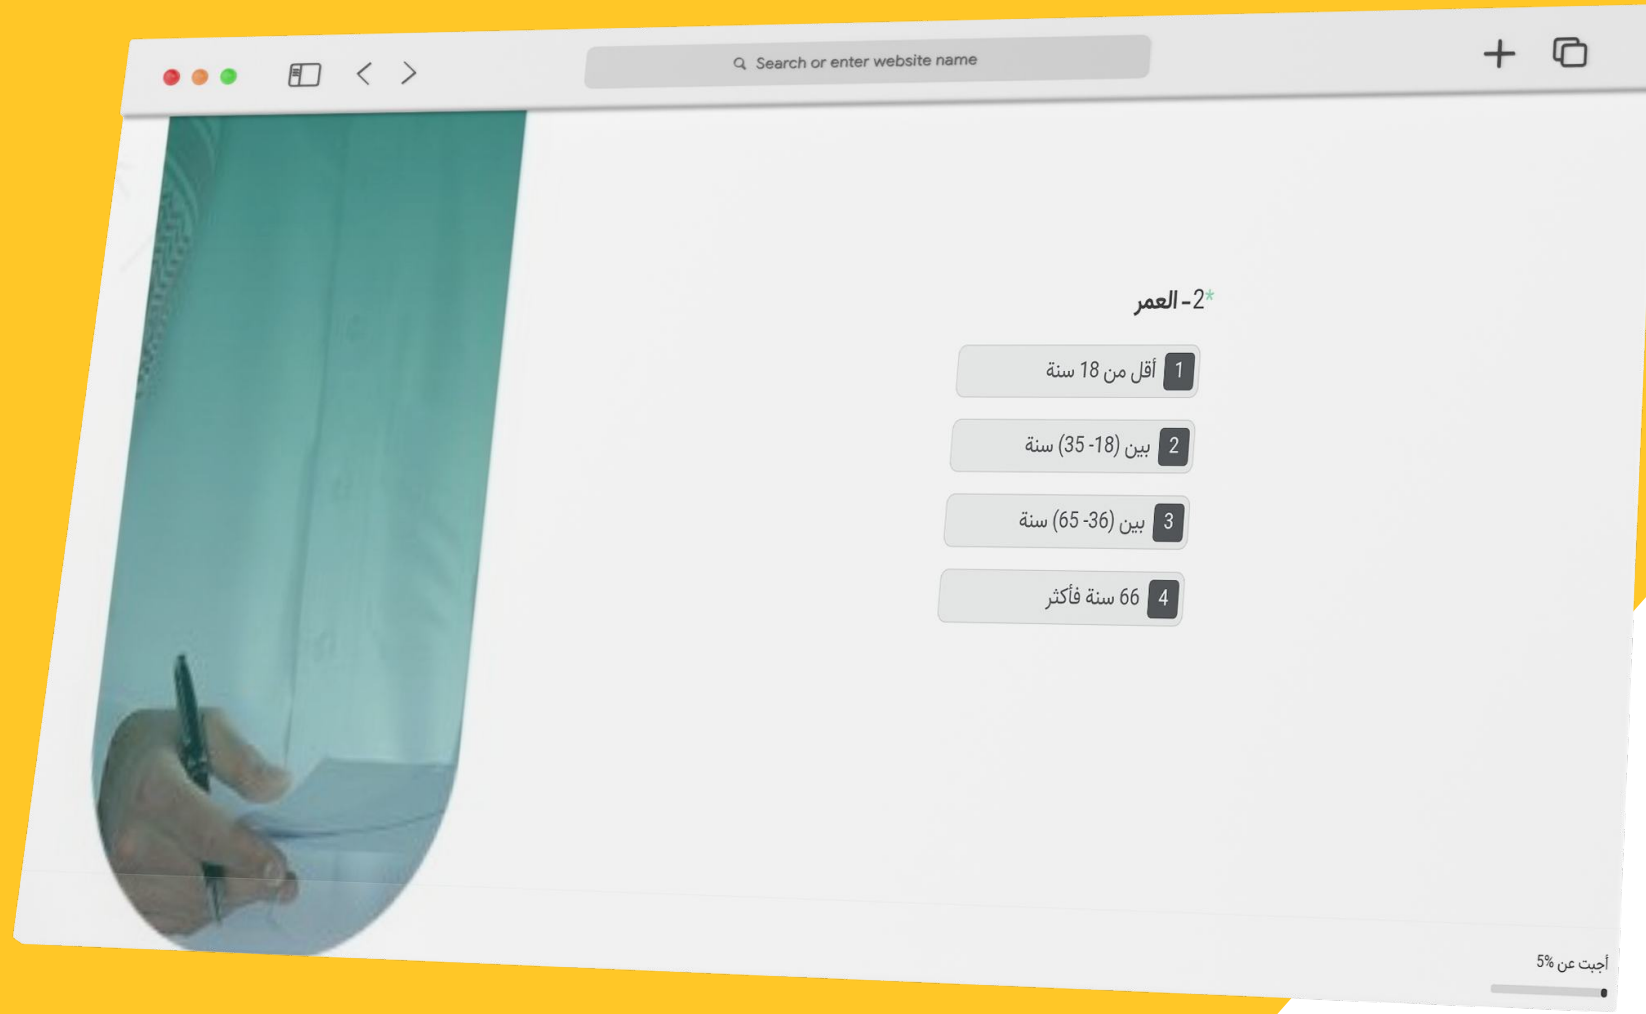 Search or enter website name
*2- العمر
1 أقل من 18 سنة
2 بين (18- 35) سنة
3 بين (36- 65) سنة
4 66 سنة فأكثر
أجبت عن 5%